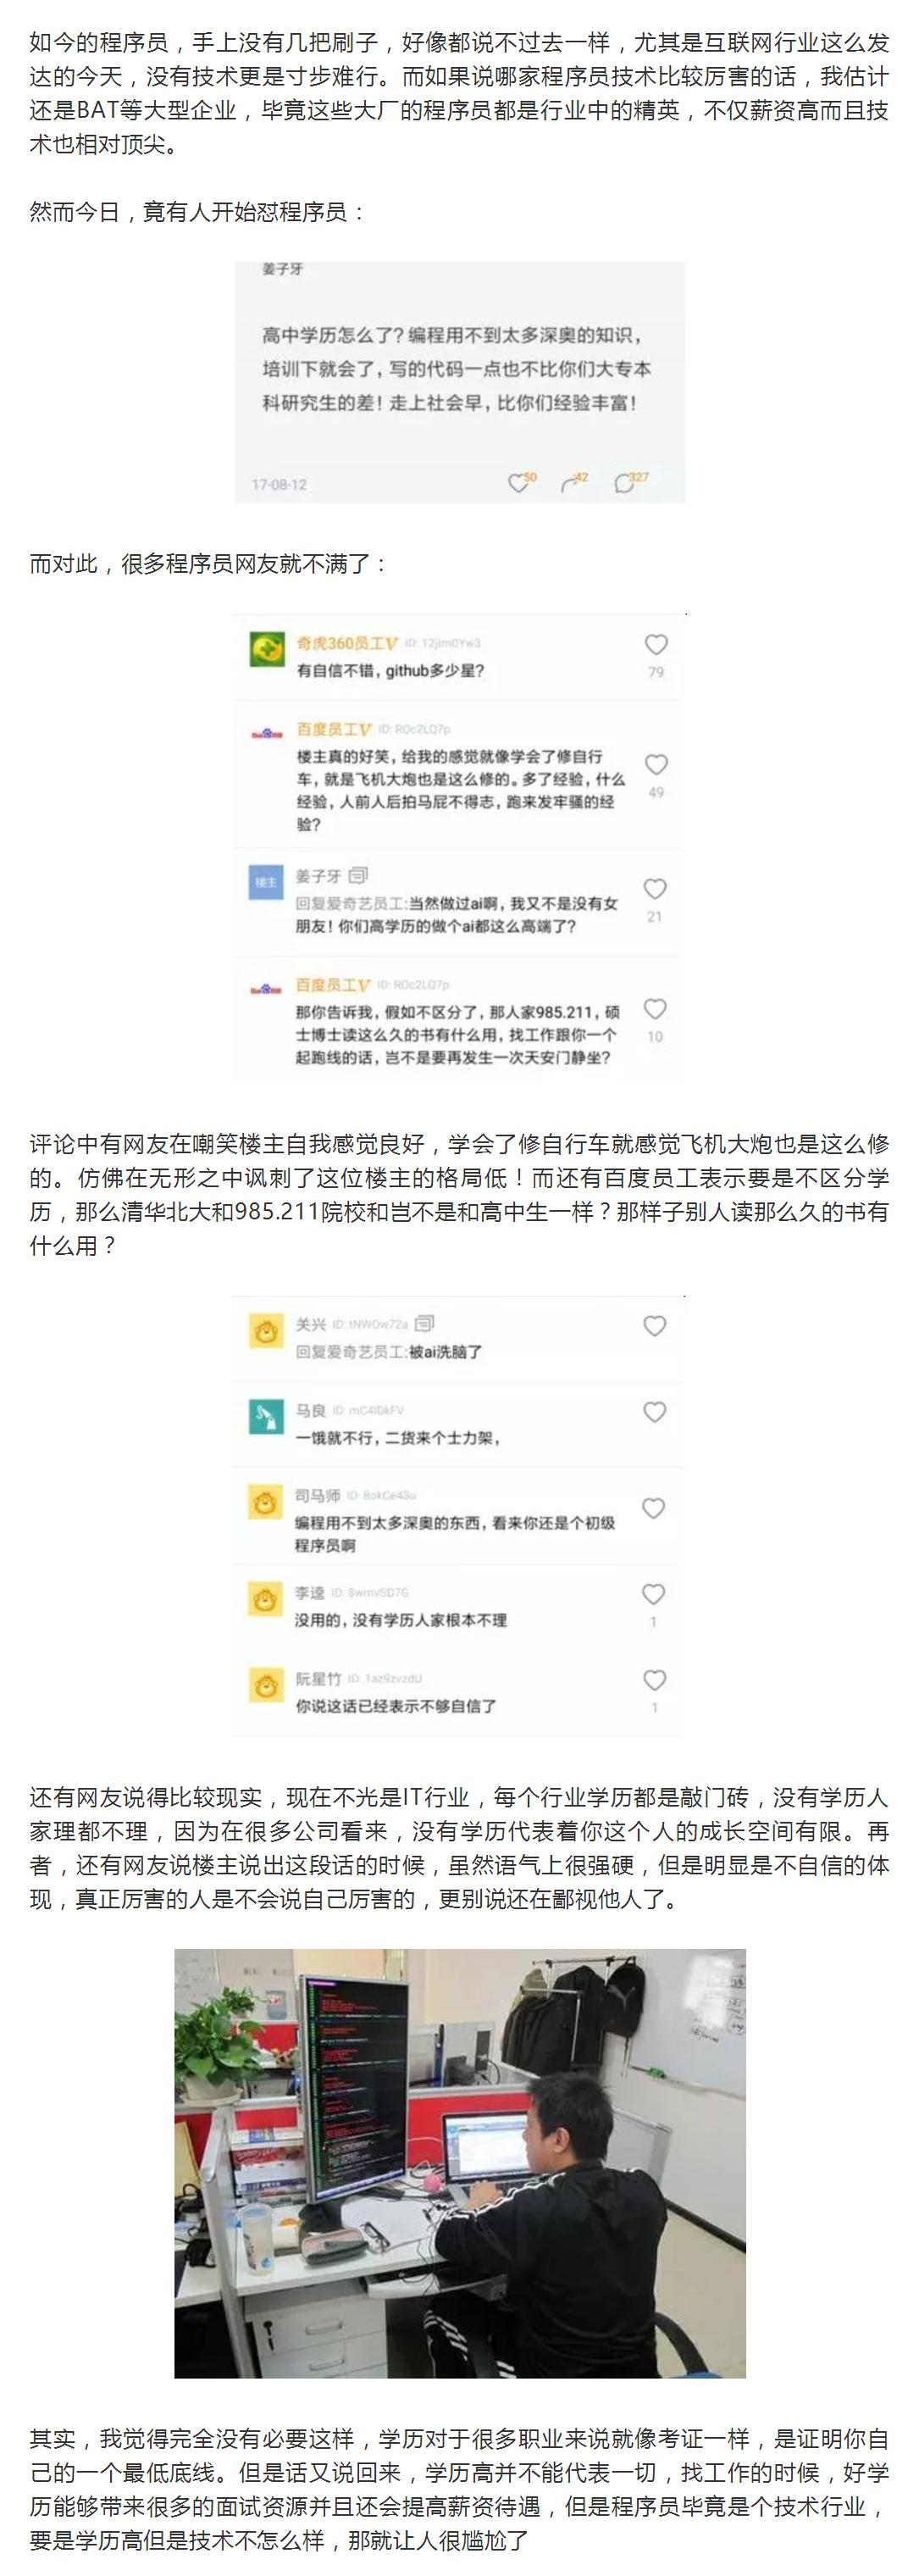 如今的程序员，手上没有几把刷子，好像都说不过去一样，尤其是互联网行业这么发
达的今天，没有技术更是寸步难行。而如果说哪家程序员技术比较厉害的话，我估计
还是BAT等大型企业，毕竟这些大厂的程序员都是行业中的精英，不仅薪资高而且技
术也相对顶尖。
然而今日，竟有人开始怼程序员：
姜子牙
高中学历怎么了？编程用不到太多深奥的知识，
培训下就会了，写的代码一点也不比你们大专本
科研究生的差！走上社会早，比你们经验丰富！
17-08-12 50 42 327
而对此，很多程序员网友就不满了：
奇虎360员工V ID: 12jim0Yw3
有自信不错，github多少星？
79
百度员工V ID: ROc2LQ7p
楼主真的好笑，给我的感觉就像学会了修自行
车，就是飞机大炮也是这么修的。多了经验，什么
经验，人前人后拍马屁不得志，跑来发牢骚的经
验？
49
楼主 姜子牙
回复爱奇艺员工:当然做过ai啊，我又不是没有女
朋友！你们高学历的做个ai都这么高端了？
21
百度员工V ID: ROc2LQ7p
那你告诉我，假如不区分了，那人家985.211，硕
士博士读这么久的书有什么用，找工作跟你一个
起跑线的话，岂不是要再发生一次天安门静坐？
10
评论中有网友在嘲笑楼主自我感觉良好，学会了修自行车就感觉飞机大炮也是这么修
的。仿佛在无形之中讽刺了这位楼主的格局低！而还有百度员工表示要是不区分学
历，那么清华北大和985.211院校和岂不是和高中生一样？那样子别人读那么久的书有
什么用？
关兴 ID: tNWOw72a
回复爱奇艺员工:被ai洗脑了
马良 ID: mC4iDkFV
一饿就不行，二货来个士力架，
司马师 ID: 8okCe43u
编程用不到太多深奥的东西，看来你还是个初级
程序员啊
李逵 ID: 8wmvSD7G
没用的，没有学历人家根本不理
1
阮星竹 ID: 1az9zvzdU
你说这话已经表示不够自信了
1
还有网友说得比较现实，现在不光是IT行业，每个行业学历都是敲门砖，没有学历人
家理都不理，因为在很多公司看来，没有学历代表着你这个人的成长空间有限。再
者，还有网友说楼主说出这段话的时候，虽然语气上很强硬，但是明显是不自信的体
现，真正厉害的人是不会说自己厉害的，更别说还在鄙视他人了。
其实，我觉得完全没有必要这样，学历对于很多职业来说就像考证一样，是证明你自
己的一个最低底线。但是话又说回来，学历高并不能代表一切，找工作的时候，好学
历能够带来很多的面试资源并且还会提高薪资待遇，但是程序员毕竟是个技术行业，
要是学历高但是技术不怎么样，那就让人很尴尬了